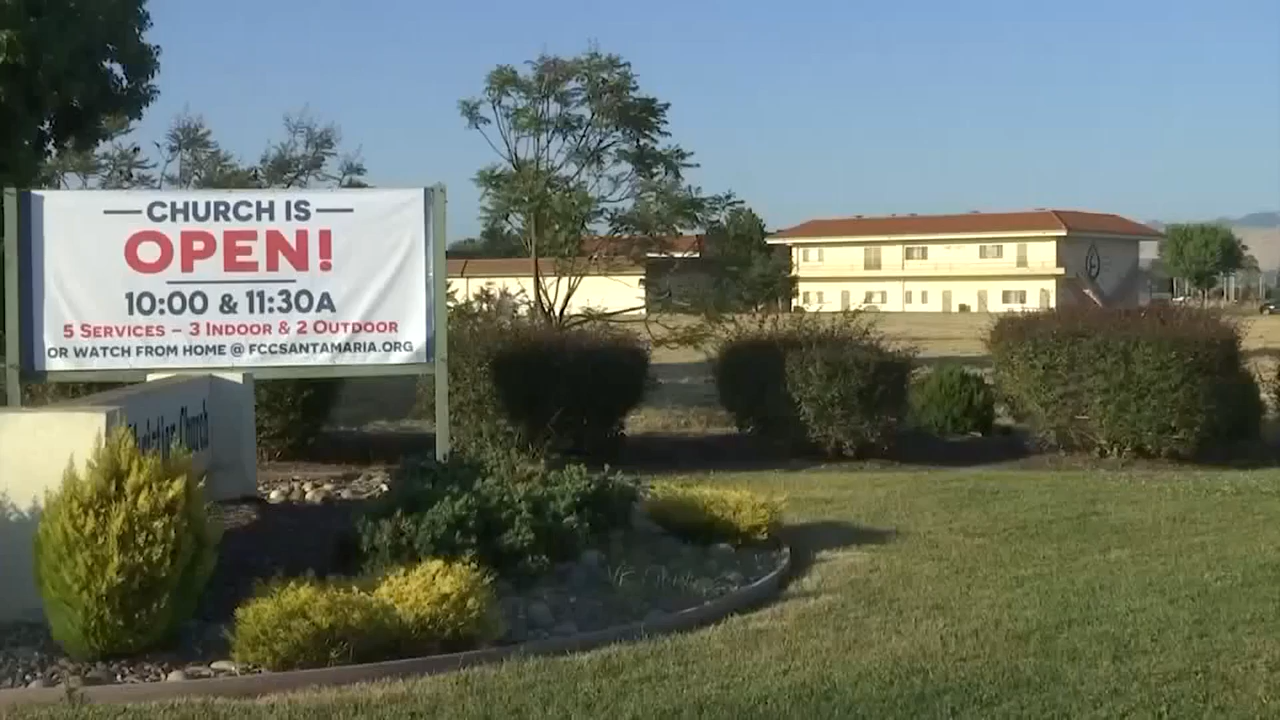 CHURCH IS
OPEN!
10:00 & 11:30A
5 SERVICES – 3 INDOOR & 2 OUTDOOR
OR WATCH FROM HOME @ FCCSANTAMARIA.ORG
Church